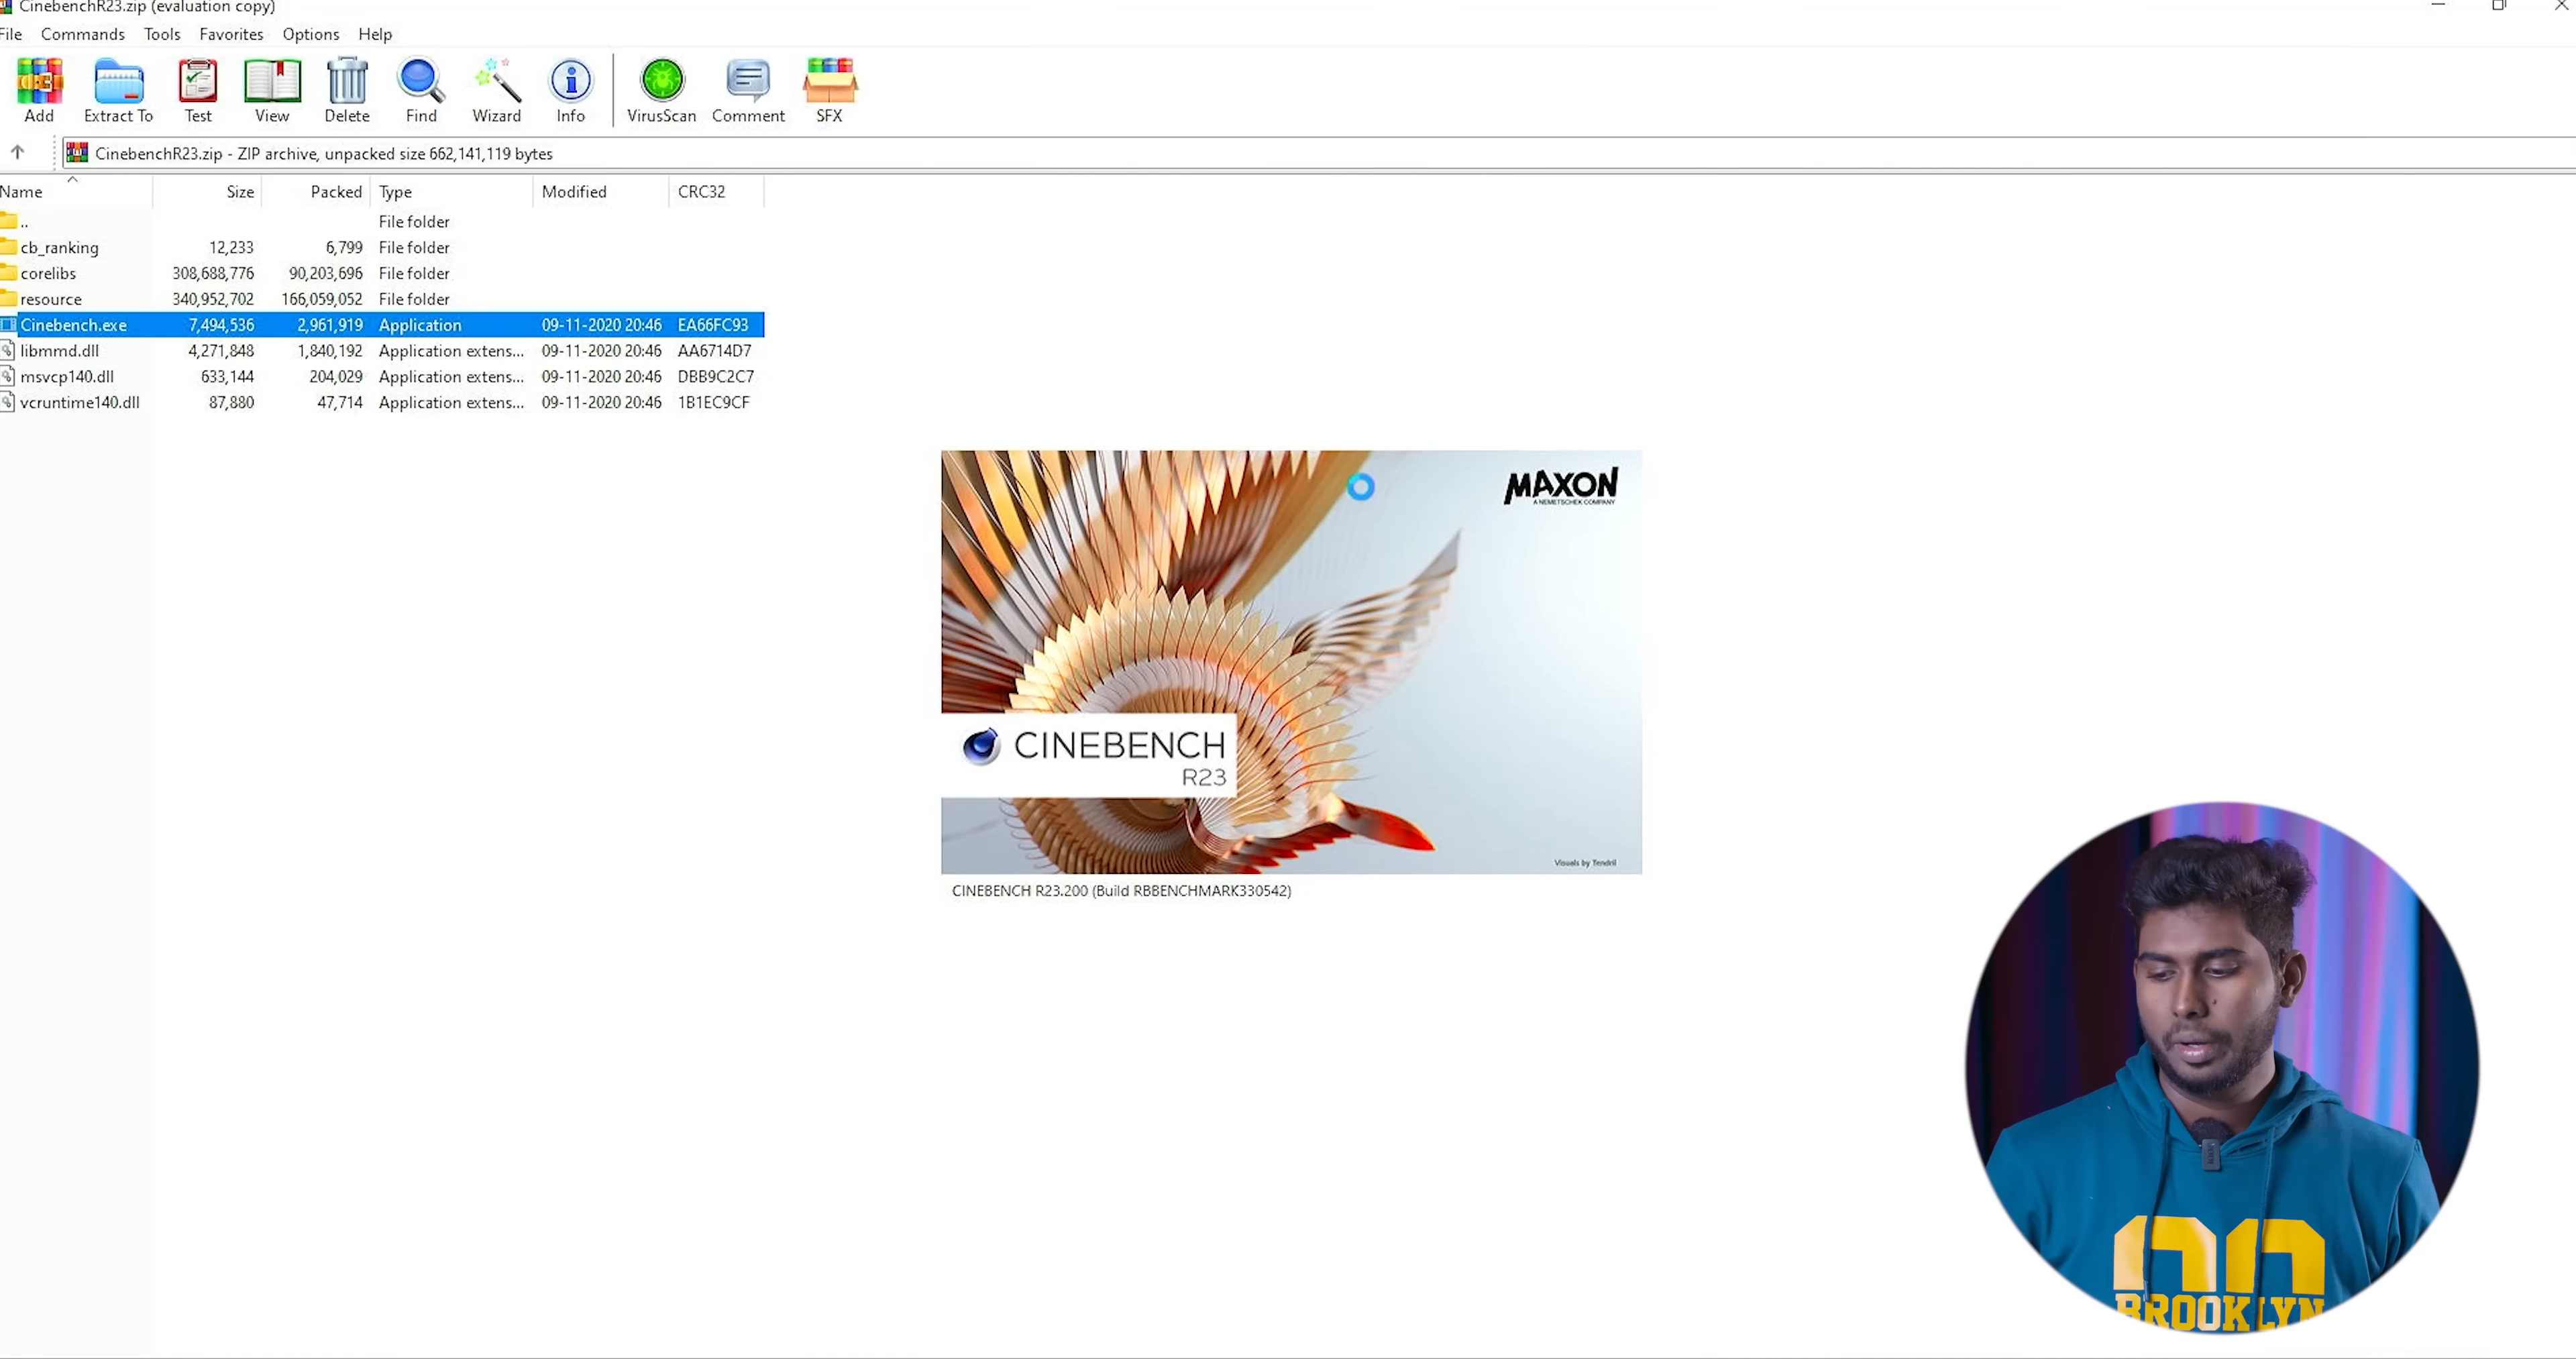 CinebenchR23.zip (evaluation copy)
File Commands Tools Favorites Options Help
Add Extract To Test View Delete Find Wizard Info VirusScan Comment SFX
CinebenchR23.zip - ZIP archive, unpacked size 662,141,119 bytes
Name Size Packed Type Modified CRC32
.. File folder
cb_ranking 12,233 6,799 File folder
corelibs 308,688,776 90,203,696 File folder
resource 340,952,702 166,059,052 File folder
Cinebench.exe 7,494,536 2,961,919 Application 09-11-2020 20:46 EA66FC93
libmmd.dll 4,271,848 1,840,192 Application extens... 09-11-2020 20:46 AA6714D7
msvcp140.dll 633,144 204,029 Application extens... 09-11-2020 20:46 DBB9C2C7
vcruntime140.dll 87,880 47,714 Application extens... 09-11-2020 20:46 1B1EC9CF
MAXON
A NEMETSCHEK COMPANY
CINEBENCH
R23
Visuals by Tendril
CINEBENCH R23.200 (Build RBBENCHMARK330542)
BROOKLYN